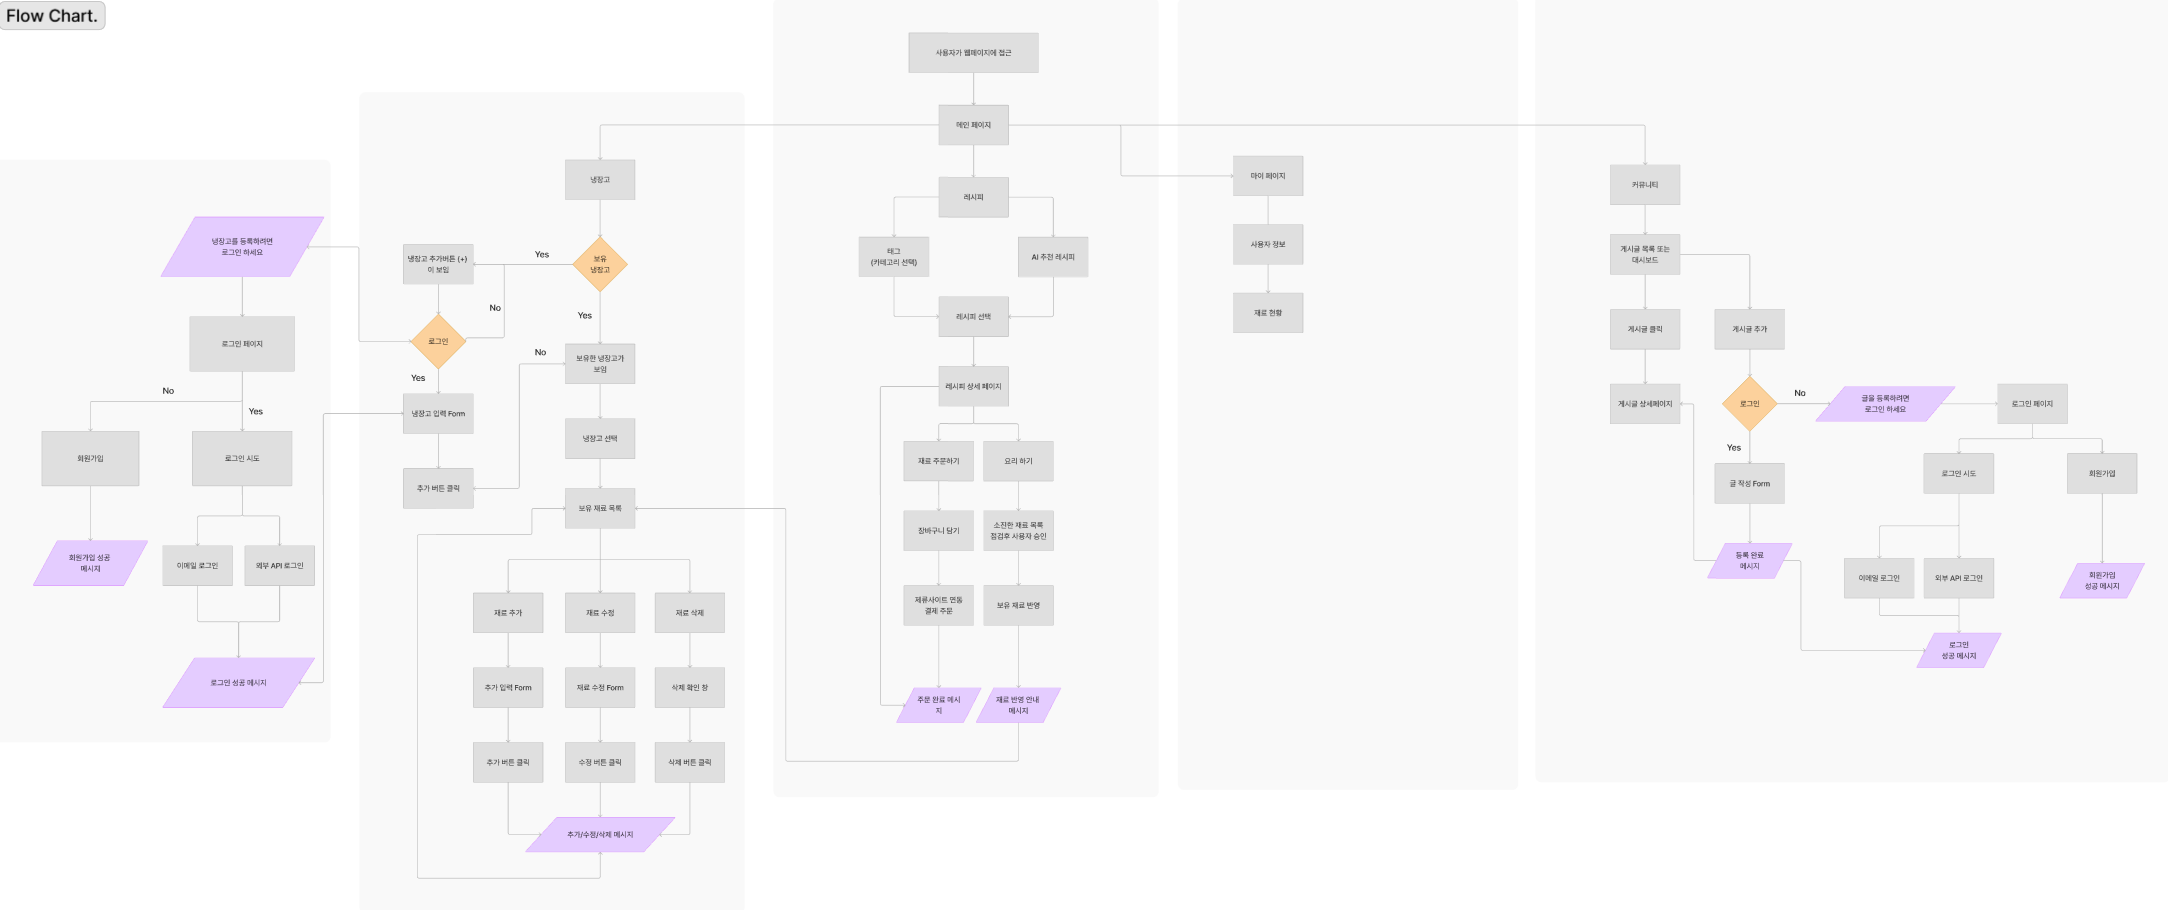 Flow Chart.
냉장고를 등록하려면
로그인 하세요
로그인 페이지
No
Yes
회원가입
로그인 시도
회원가입 성공
메시지
이메일 로그인
외부 API 로그인
로그인 성공 메시지
냉장고
냉장고 추가버튼 (+)
이 보임
Yes
보유
냉장고
No
Yes
로그인
No
보유한 냉장고가
보임
Yes
냉장고 입력 Form
냉장고 선택
추가 버튼 클릭
보유 재료 목록
재료 추가
재료 수정
재료 삭제
추가 입력 Form
재료 수정 Form
삭제 확인 창
추가 버튼 클릭
수정 버튼 클릭
삭제 버튼 클릭
추가/수정/삭제 메시지
사용자가 웹페이지에 접근
메인 페이지
레시피
태그
(카테고리 선택)
AI 추천 레시피
레시피 선택
레시피 상세 페이지
재료 주문하기
요리 하기
장바구니 담기
소진한 재료 목록
점검후 사용자 승인
제휴사이트 연동
결제 주문
보유 재료 반영
주문 완료 메시
지
재료 반영 안내
메시지
마이 페이지
사용자 정보
재료 현황
커뮤니티
게시글 목록 또는
대시보드
게시글 클릭
게시글 추가
게시글 상세페이지
로그인
No
글을 등록하려면
로그인 하세요
로그인 페이지
Yes
글 작성 Form
로그인 시도
회원가입
등록 완료
메시지
이메일 로그인
외부 API 로그인
회원가입
성공 메시지
로그인
성공 메시지